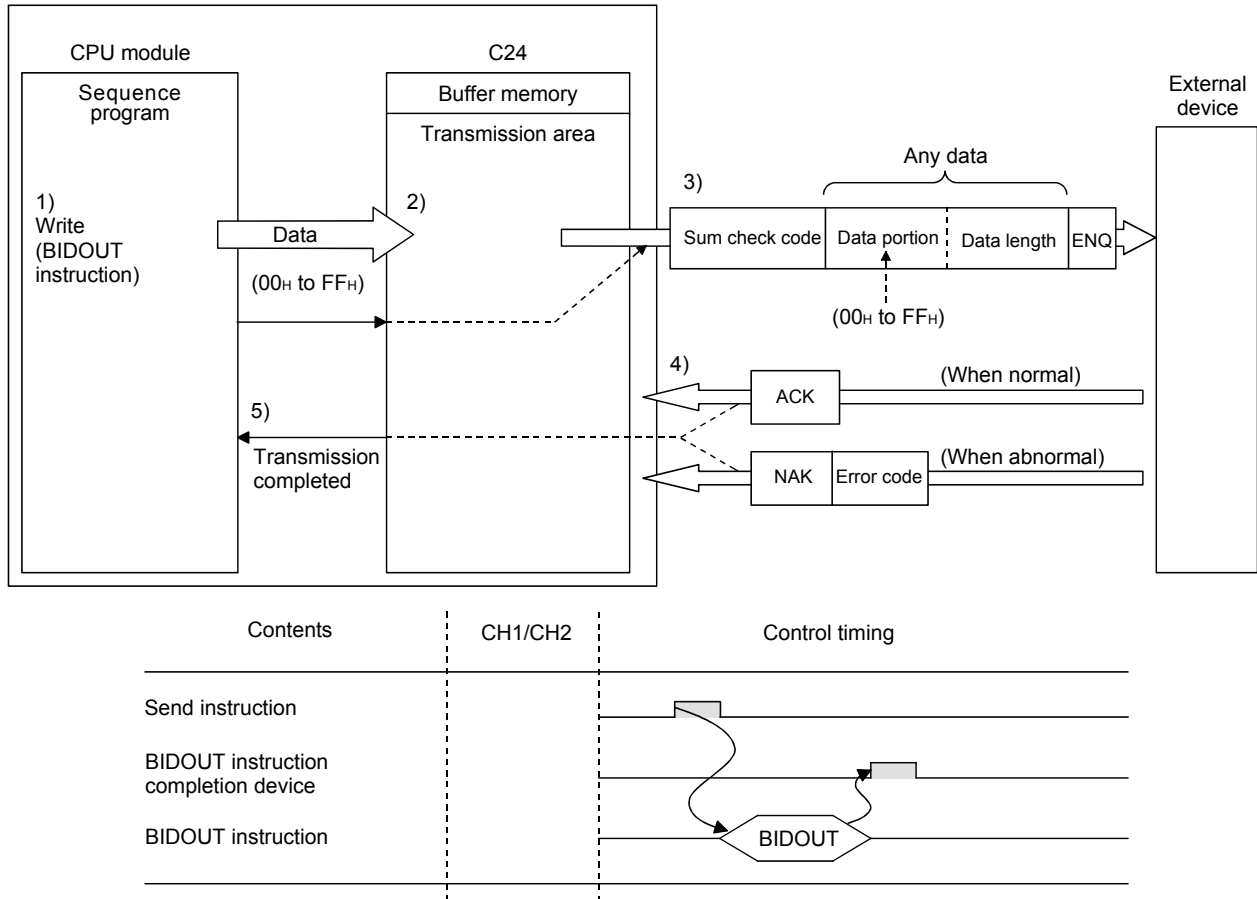 CPU module
C24
Sequence
program
Buffer memory
Transmission area
External
device
Any data
1)
Write
(BIDOUT
instruction)
Data
(00H to FFH)
2)
3)
Sum check code
Data portion
Data length
ENQ
(00H to FFH)
4)
ACK
(When normal)
5)
Transmission
completed
NAK
Error code
(When abnormal)
Contents
CH1/CH2
Control timing
Send instruction
BIDOUT instruction
completion device
BIDOUT instruction
BIDOUT